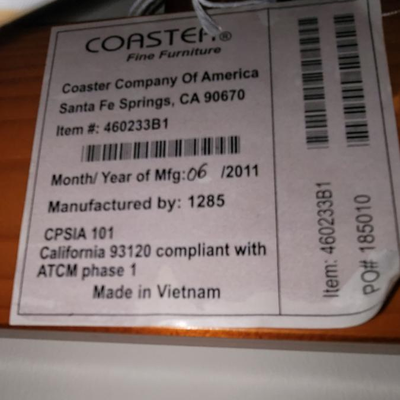 COASTER®
Fine Furniture
Coaster Company Of America
Santa Fe Springs, CA 90670
Item #: 460233B1
Month/ Year of Mfg:06 /2011
Manufactured by: 1285
CPSIA 101
California 93120 compliant with
ATCM phase 1
Made in Vietnam
Item: 460233B1
PO# 185010